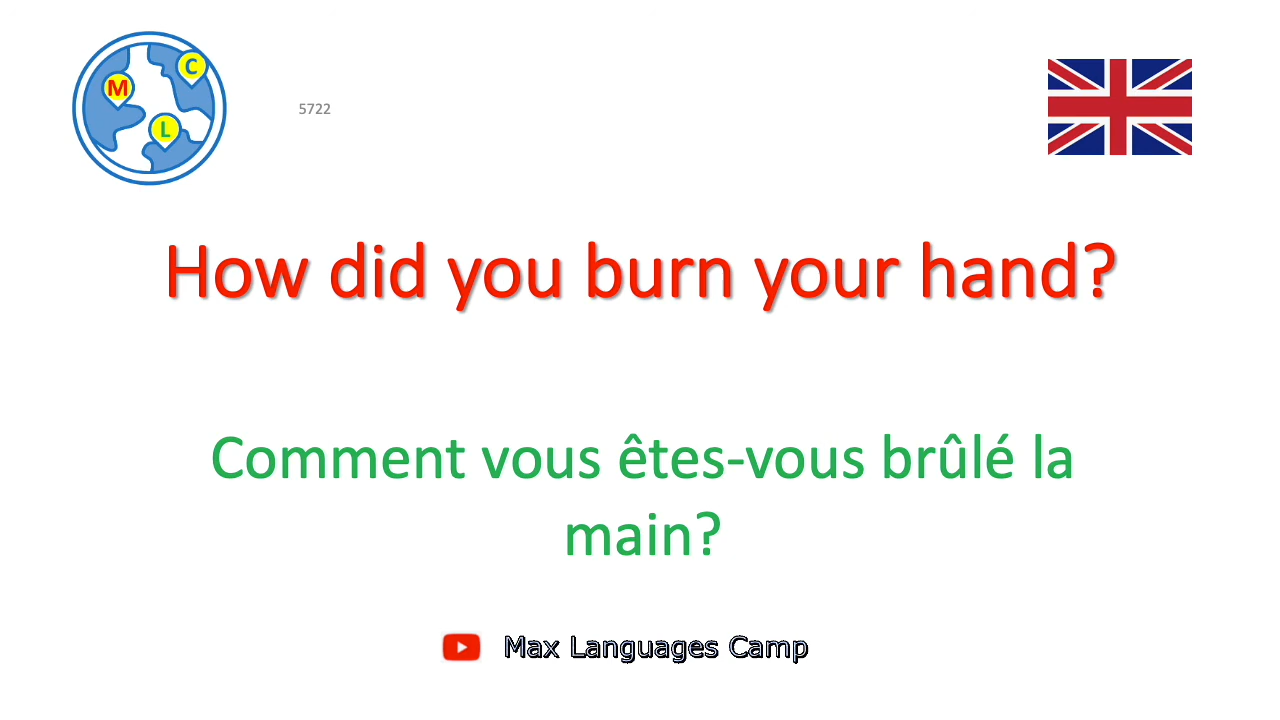 C
M
L
5722
How did you burn your hand?
Comment vous êtes-vous brûlé la
main?
Max Languages Camp